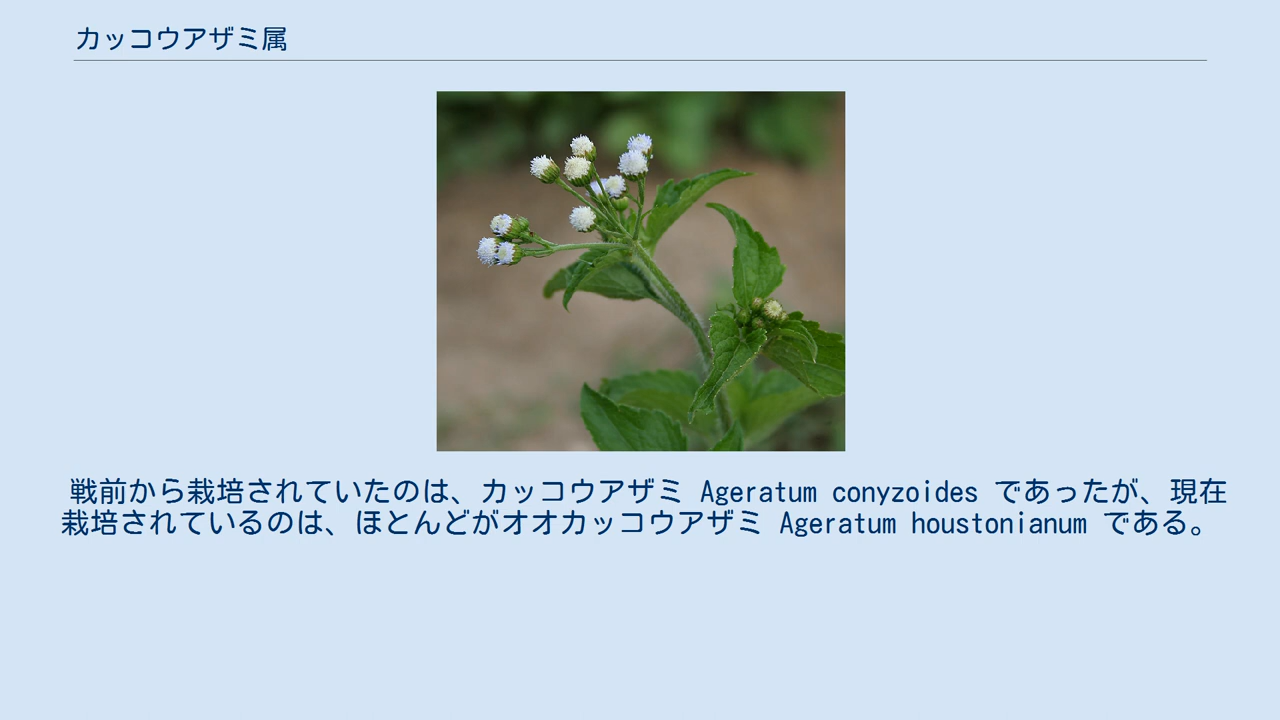 カッコウアザミ属
戦前から栽培されていたのは、カッコウアザミ Ageratum conyzoides であったが、現在
栽培されているのは、ほとんどがオオカッコウアザミ Ageratum houstonianum である。